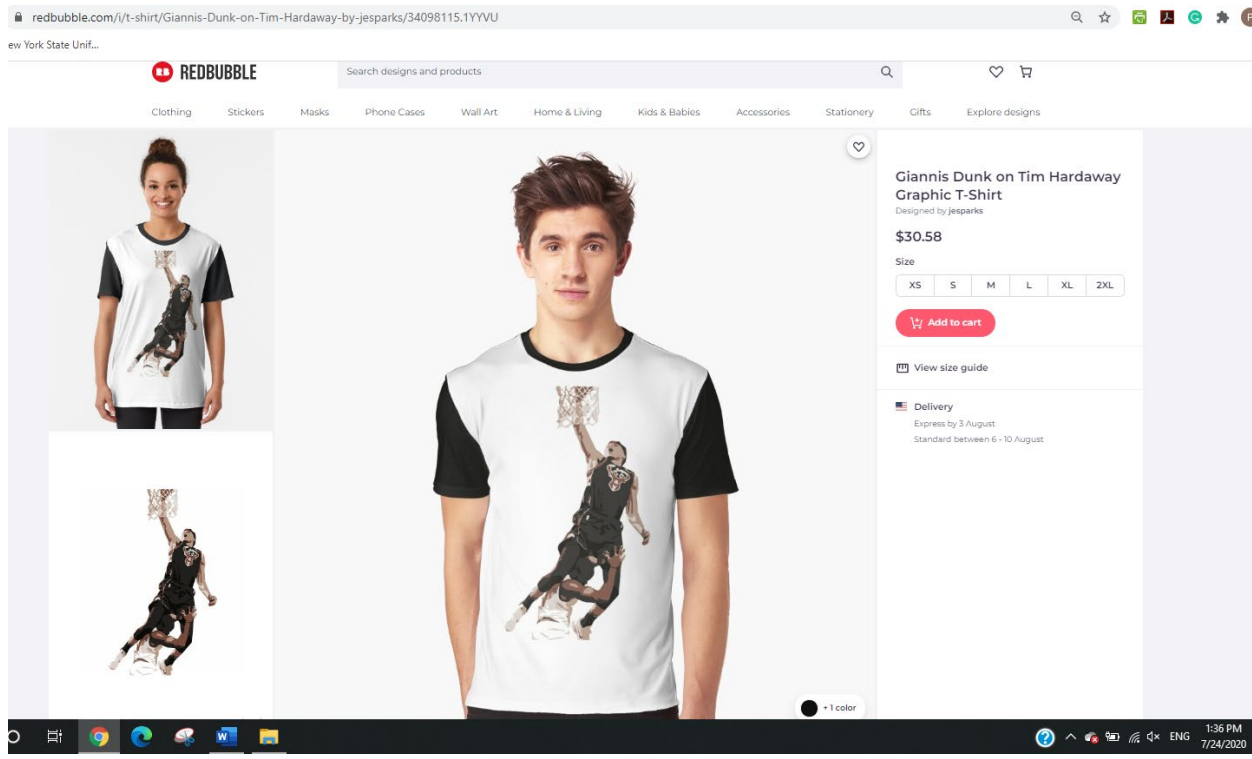 redbubble.com/i/t-shirt/Giannis-Dunk-on-Tim-Hardaway-by-jesparks/34098115.1YYVU
ew York State Unif...
RB REDBUBBLE
Search designs and products
Clothing Stickers Masks Phone Cases Wall Art Home & Living Kids & Babies Accessories Stationery Gifts Explore designs
Giannis Dunk on Tim Hardaway
Graphic T-Shirt
Designed by jesparks
$30.58
Size
XS S M L XL 2XL
Add to cart
View size guide
Delivery
Express by 3 August
Standard between 6 - 10 August
+ 1 color
ENG
1:36 PM
7/24/2020